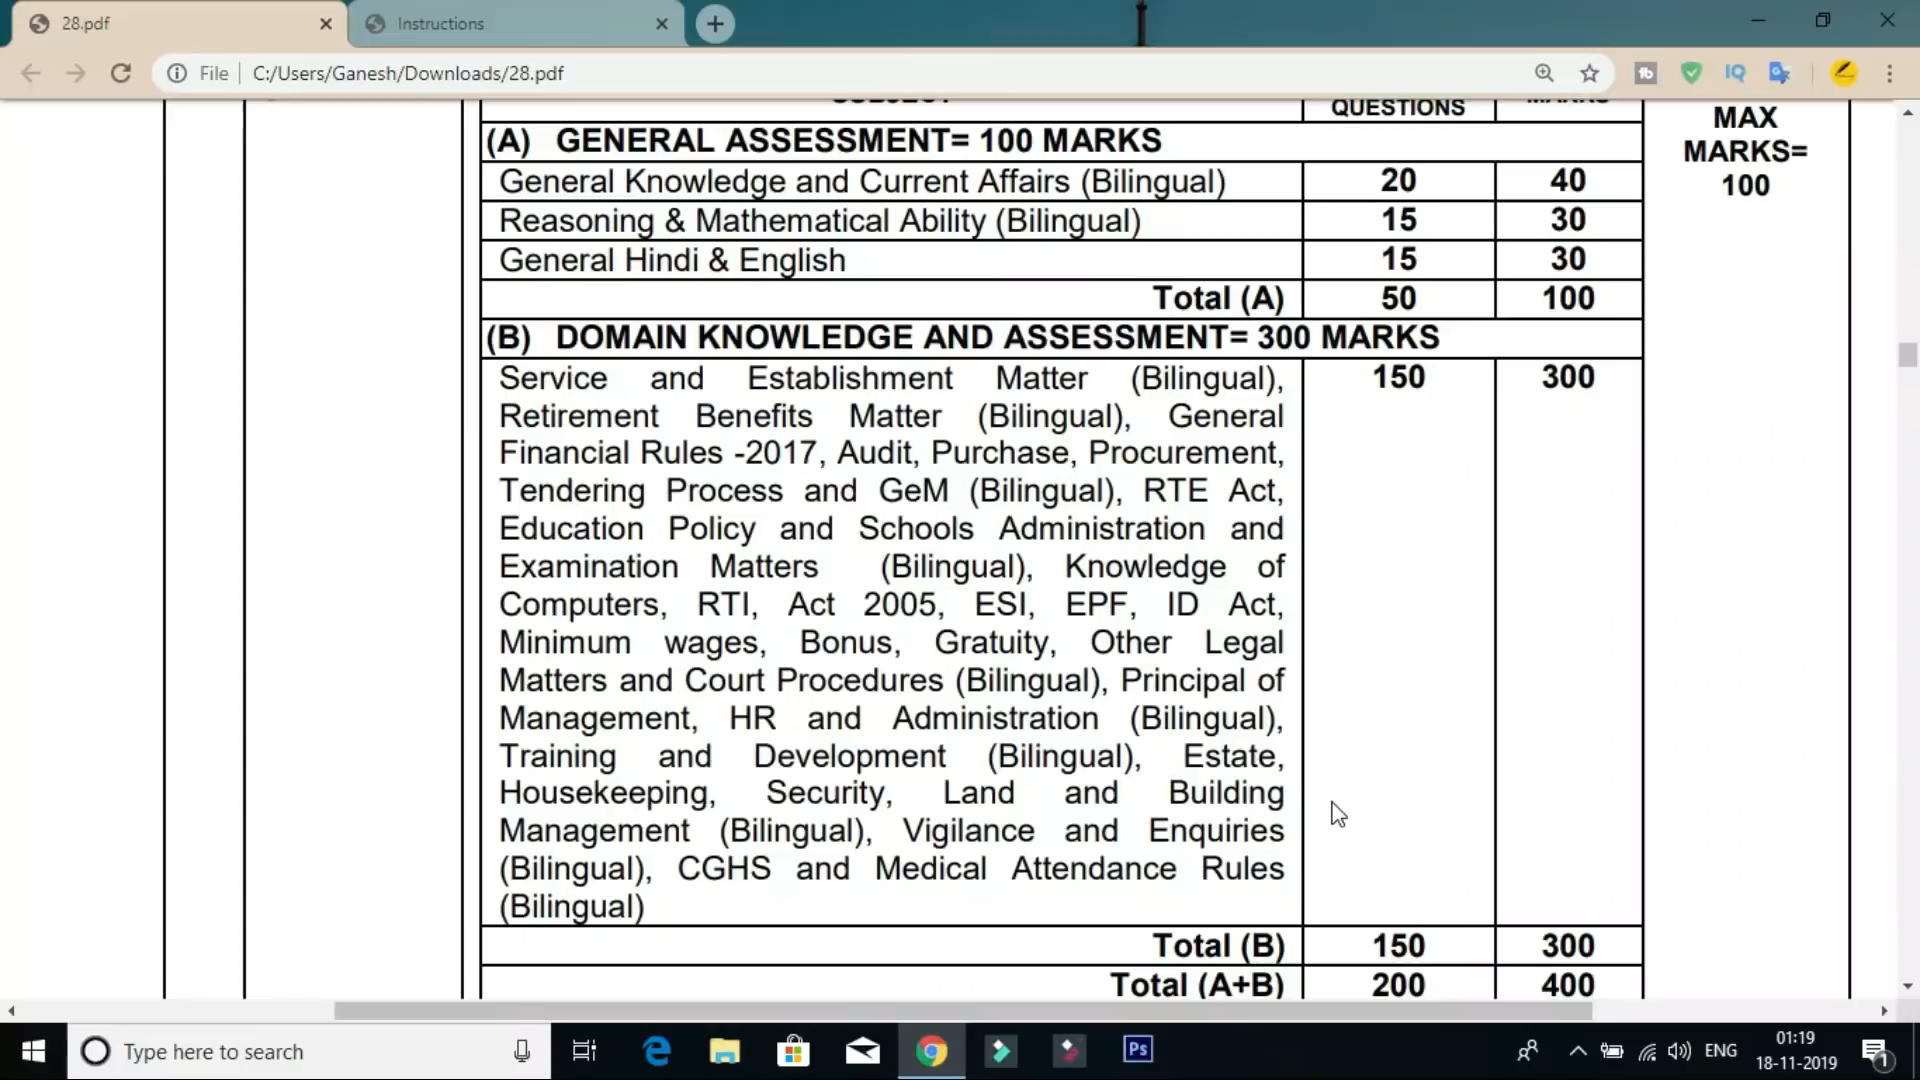 28.pdf
Instructions
File
C:/Users/Ganesh/Downloads/28.pdf
QUESTIONS
MAX
MARKS=
100
(A) GENERAL ASSESSMENT= 100 MARKS
General Knowledge and Current Affairs (Bilingual) 20 40
Reasoning & Mathematical Ability (Bilingual) 15 30
General Hindi & English 15 30
Total (A) 50 100
(B) DOMAIN KNOWLEDGE AND ASSESSMENT= 300 MARKS
Service and Establishment Matter (Bilingual), 150 300
Retirement Benefits Matter (Bilingual), General
Financial Rules -2017, Audit, Purchase, Procurement,
Tendering Process and GeM (Bilingual), RTE Act,
Education Policy and Schools Administration and
Examination Matters (Bilingual), Knowledge of
Computers, RTI, Act 2005, ESI, EPF, ID Act,
Minimum wages, Bonus, Gratuity, Other Legal
Matters and Court Procedures (Bilingual), Principal of
Management, HR and Administration (Bilingual),
Training and Development (Bilingual), Estate,
Housekeeping, Security, Land and Building
Management (Bilingual), Vigilance and Enquiries
(Bilingual), CGHS and Medical Attendance Rules
(Bilingual)
Total (B) 150 300
Total (A+B) 200 400
Type here to search
Ps
ENG
01:19
18-11-2019
1